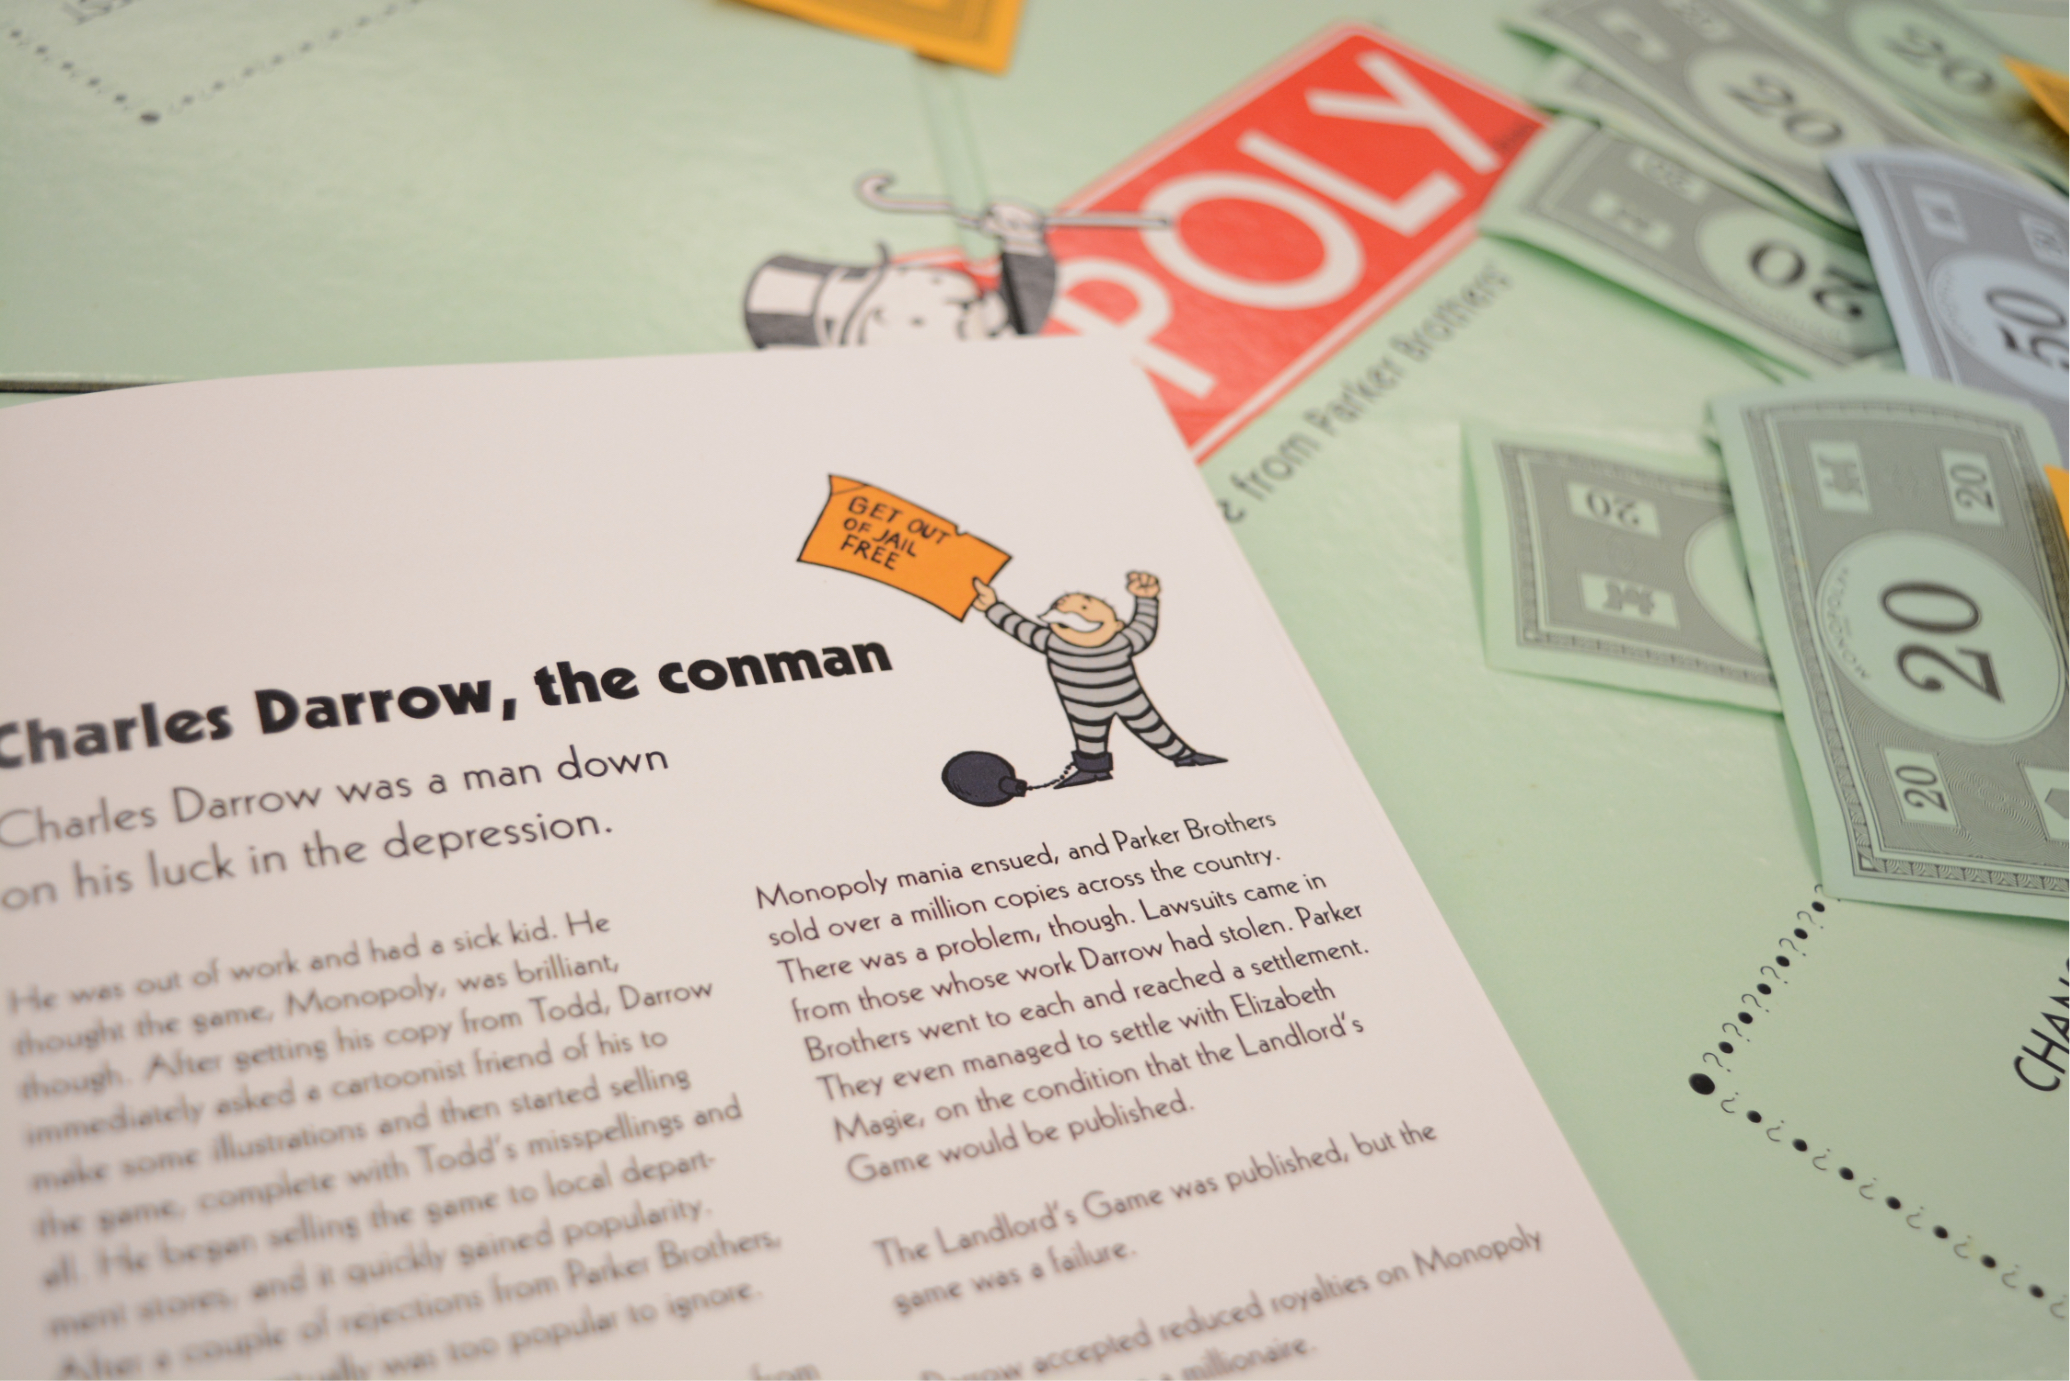 POLY
from Parker Brothers
20
20
20
50
20
20
20
20
20
MONOPOLY
CHAN
GET OUT
OF JAIL
FREE
Charles Darrow, the conman
Charles Darrow was a man down
on his luck in the depression.
He was out of work and had a sick kid. He
thought the game, Monopoly, was brilliant,
though. After getting his copy from Todd, Darrow
immediately asked a cartoonist friend of his to
make some illustrations and then started selling
the game, complete with Todd's misspellings and
all. He began selling the game to local depart-
ment stores, and it quickly gained popularity.
After a couple of rejections from Parker Brothers,
was too popular to ignore.
from
Monopoly mania ensued, and Parker Brothers
sold over a million copies across the country.
There was a problem, though. Lawsuits came in
from those whose work Darrow had stolen. Parker
Brothers went to each and reached a settlement.
They even managed to settle with Elizabeth
Magie, on the condition that the Landlord's
Game would be published.
The Landlord's Game was published, but the
game was a failure.
Darrow accepted reduced royalties on Monopoly
a millionaire.